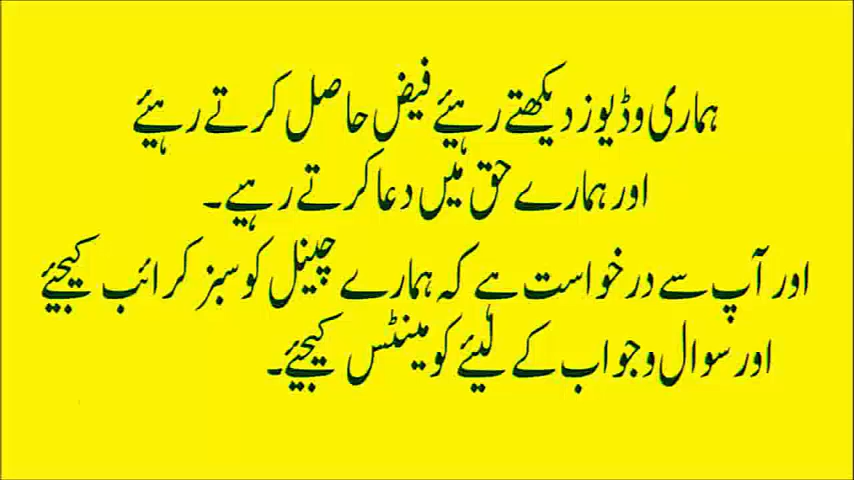 ہماری وڈیوز دیکھتے رہیئے فیض حاصل کرتے رہیئے
اور ہمارے حق میں دعا کرتے رہیے۔
اور آپ سے درخواست ہے کہ ہمارے چینل کو سبز کرائب کیجیئے
اور سوال وجواب کے لیئے کومینٹس کیجیئے۔